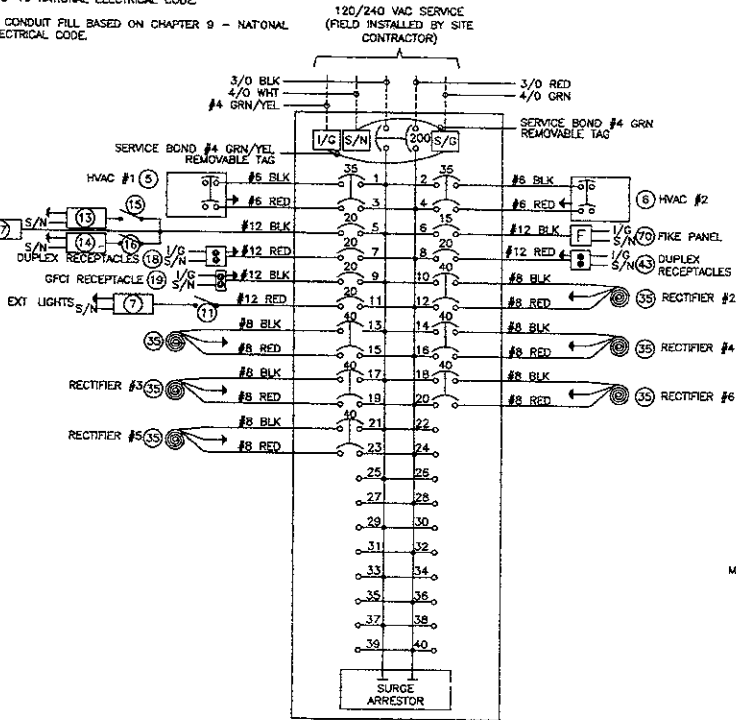 TO NATIONAL ELECTRICAL CODE
CONDUIT FILL BASED ON CHAPTER 9 - NATIONAL
ECTRICAL CODE.
120/240 VAC SERVICE
(FIELD INSTALLED BY SITE
CONTRACTOR)
3/0 BLK
4/0 WHT
#4 GRN/YEL
3/0 RED
4/0 GRN
I/G S/N 200 S/G
SERVICE BOND #4 GRN
REMOVABLE TAG
SERVICE BOND #4 GRN/YEL
REMOVABLE TAG
HVAC #1 5 #6 BLK 35 1 2 35 #6 BLK
#6 RED 3 4 #6 RED 6 HVAC #2
S/N 13 15 #12 BLK 20 5 6 15 #12 BLK F I/G S/N 70 FIKE PANEL
7 S/N 14 16
DUPLEX RECEPTACLES 18 I/G S/N #12 RED 20 7 8 20 #12 RED I/G S/N 43 DUPLEX
RECEPTACLES
GFCI RECEPTACLE 19 I/G S/N #12 BLK 20 9 10 40 #8 BLK
EXT LIGHTS S/N 7 11 #12 RED 20 11 12 #8 RED 35 RECTIFIER #2
35 #8 BLK 40 13 14 40 #8 BLK
#8 RED 15 16 #8 RED 35 RECTIFIER #4
RECTIFIER #3 35 #8 BLK 40 17 18 40 #8 BLK
#8 RED 19 20 #8 RED 35 RECTIFIER #6
RECTIFIER #5 35 #8 BLK 40 21 22
#8 RED 23 24
25 26
27 28
29 30
31 32
33 34
35 36
37 38
39 40
SURGE
ARRESTOR
M